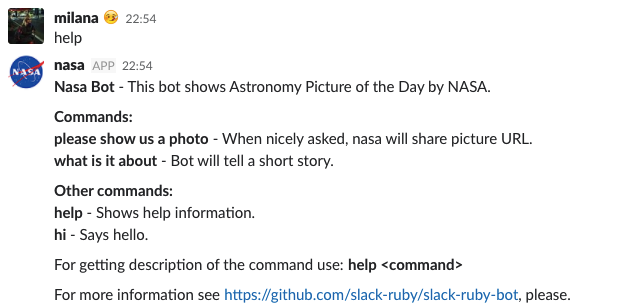 milana 22:54
help
NASA
nasa APP 22:54
Nasa Bot - This bot shows Astronomy Picture of the Day by NASA.
Commands:
please show us a photo - When nicely asked, nasa will share picture URL.
what is it about - Bot will tell a short story.
Other commands:
help - Shows help information.
hi - Says hello.
For getting description of the command use: help <command>
For more information see https://github.com/slack-ruby/slack-ruby-bot, please.